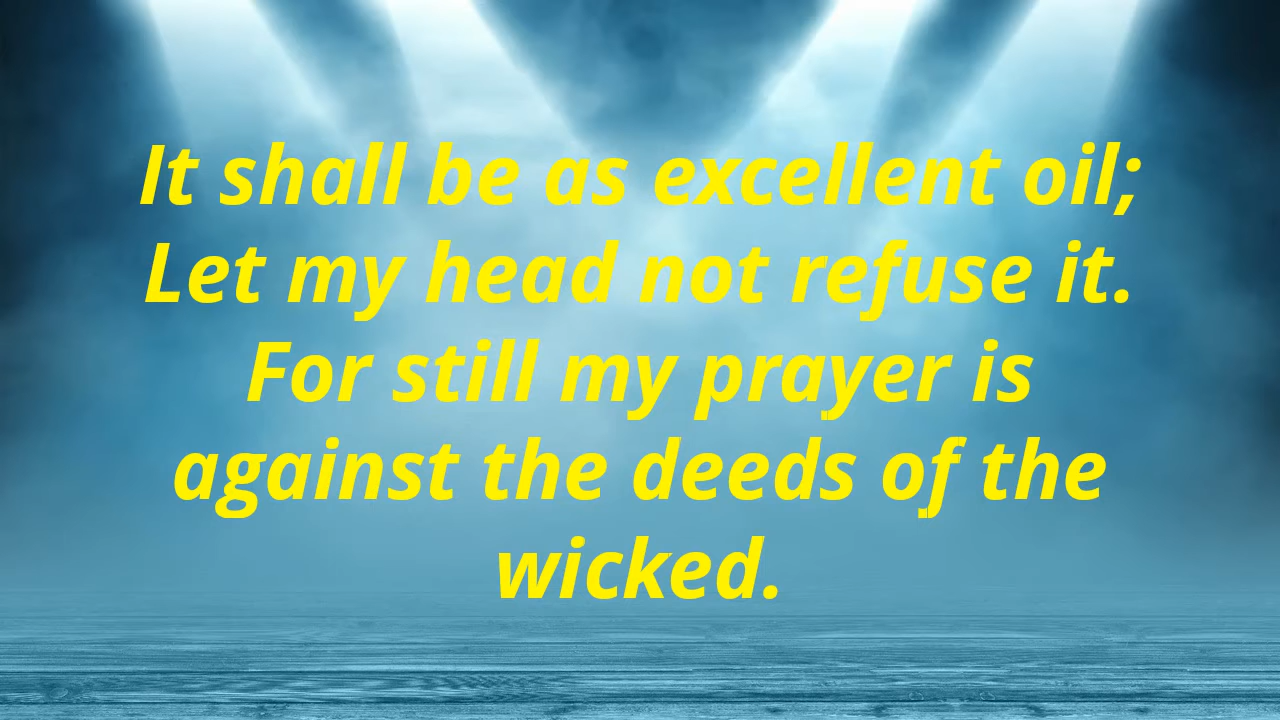 It shall be as excellent oil;
Let my head not refuse it.
For still my prayer is
against the deeds of the
wicked.